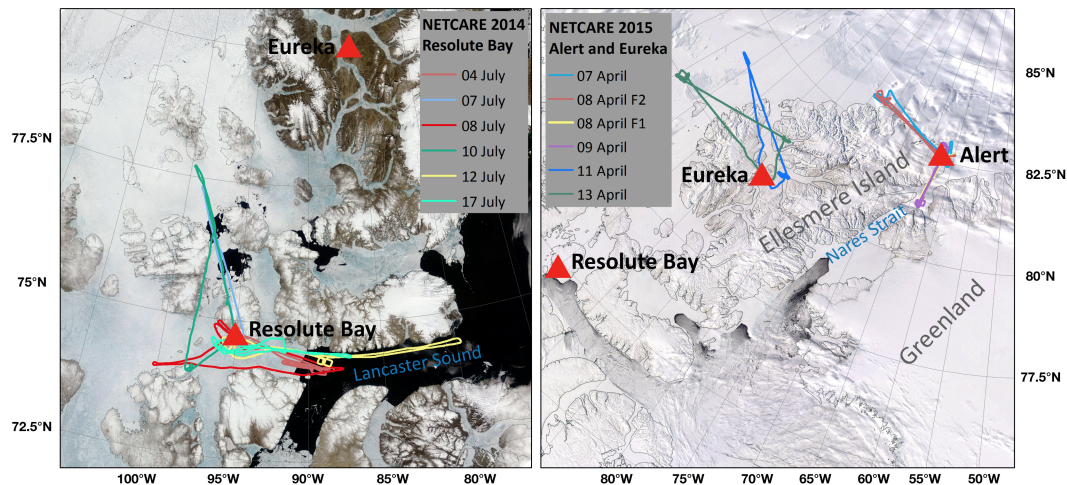 NETCARE 2014
Resolute Bay
04 July
07 July
08 July
10 July
12 July
17 July
Eureka
Resolute Bay
Lancaster Sound
77.5°N
75°N
72.5°N
100°W
95°W
90°W
85°W
80°W
NETCARE 2015
Alert and Eureka
07 April
08 April F2
08 April F1
09 April
11 April
13 April
Eureka
Alert
Ellesmere Island
Nares Strait
Resolute Bay
Greenland
85°N
82.5°N
80°N
77.5°N
80°W
75°W
70°W
65°W
60°W
55°W
50°W